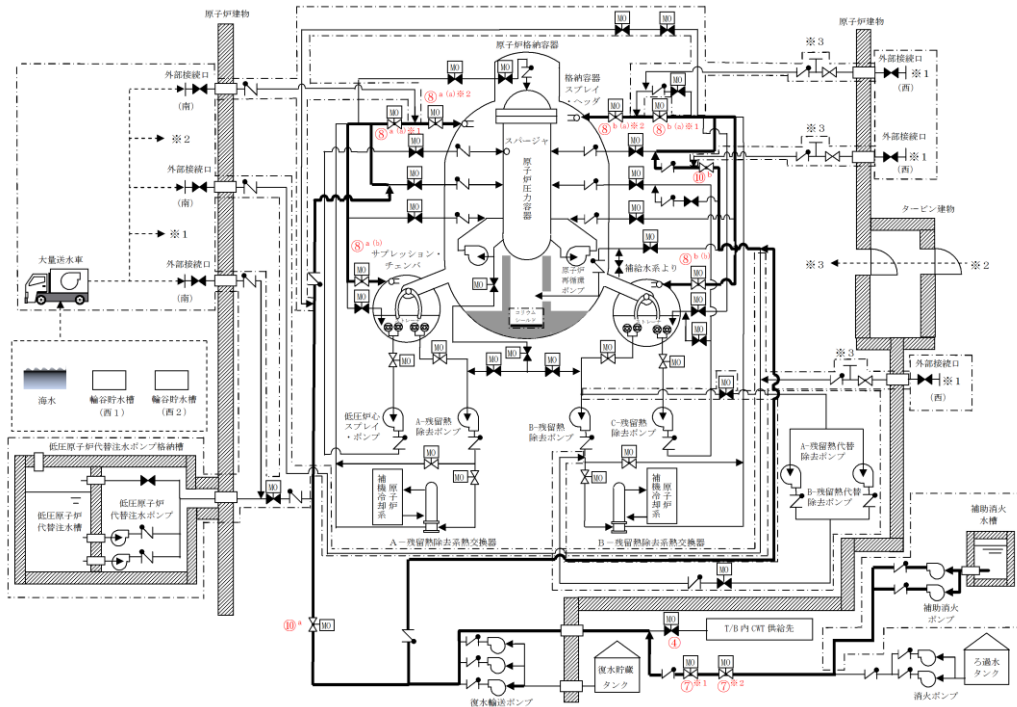 原子炉建物
原子炉建物
原子炉格納容器
外部接続口
(南)
格納容器
スプレイ
・ヘッダ
※3
外部接続口
※1
(西)
MO
⑧a(a)※2
⑧a(a)※1
⑧b(a)※2
⑧b(a)※1
※2
スパージャ
原子炉圧力容器
※3
外部接続口
※1
(西)
外部接続口
(南)
⑩b
※1
タービン建物
大量送水車
外部接続口
(南)
⑧a(b)
サプレッション・
チェンバ
原子炉
再循環
ポンプ
補給水系より
⑧b(b)
※3
※2
コリウム
シールド
海水
輪谷貯水槽
(西1)
輪谷貯水槽
(西2)
※3
外部接続口
※1
(西)
低圧炉心
スプレイ
・ポンプ
A-残留熱
除去ポンプ
B-残留熱
除去ポンプ
C-残留熱
除去ポンプ
A-残留熱代替
除去ポンプ
B-残留熱代替
除去ポンプ
低圧原子炉代替注水ポンプ格納槽
低圧原子炉
代替注水槽
低圧原子炉
代替注水ポンプ
原子炉
補機冷却系
原子炉
補機冷却系
A-残留熱除去系熱交換器
B-残留熱除去系熱交換器
補助消火
水槽
補助消火
ポンプ
⑩a
MO
④
T/B内CWT供給先
⑦※1
⑦※2
復水輸送ポンプ
復水貯蔵
タンク
消火ポンプ
ろ過水
タンク